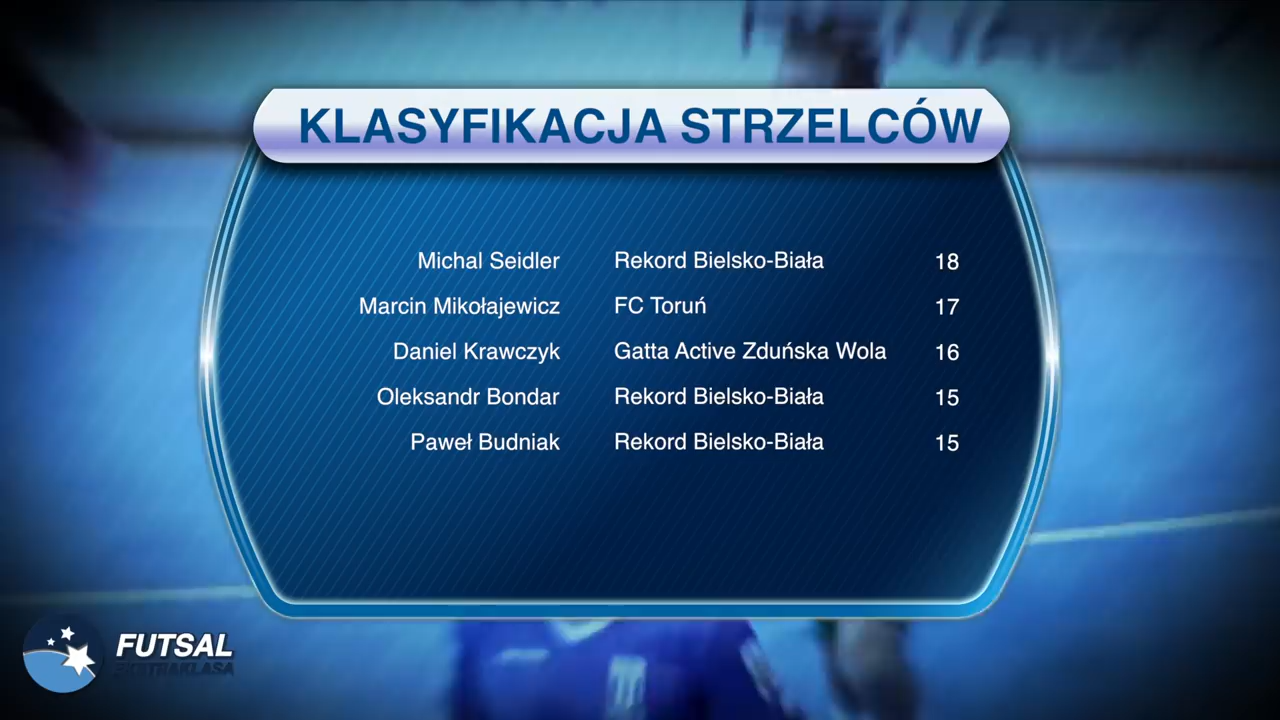 KLASYFIKACJA STRZELCÓW
Michal Seidler Rekord Bielsko-Biała 18
Marcin Mikołajewicz FC Toruń 17
Daniel Krawczyk Gatta Active Zduńska Wola 16
Oleksandr Bondar Rekord Bielsko-Biała 15
Paweł Budniak Rekord Bielsko-Biała 15
FUTSAL
EKSTRAKLASA